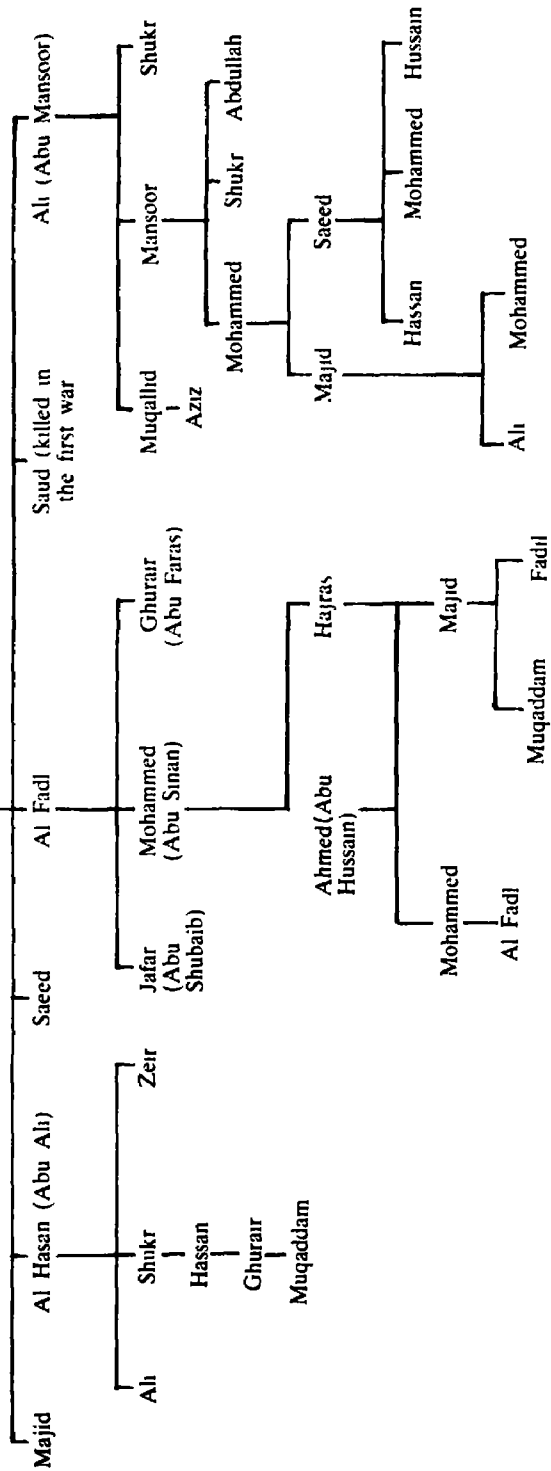 Majid
Al Hasan (Abu Ali)
Saeed
Al Fadl
Saud (killed in
the first war
Ali (Abu Mansoor)
Ali
Shukr
Zeir
Jafar
(Abu
Shubaib)
Mohammed
(Abu Sinan)
Ghurair
(Abu Faras)
Muqallid
Mansoor
Shukr
Hassan
Aziz
Ghurair
Mohammed
Shukr
Abdullah
Muqaddam
Ahmed (Abu
Hussain)
Hajras
Majid
Saeed
Mohammed
Majid
Hassan
Mohammed
Hussain
Al Fadl
Muqaddam
Fadil
Ali
Mohammed